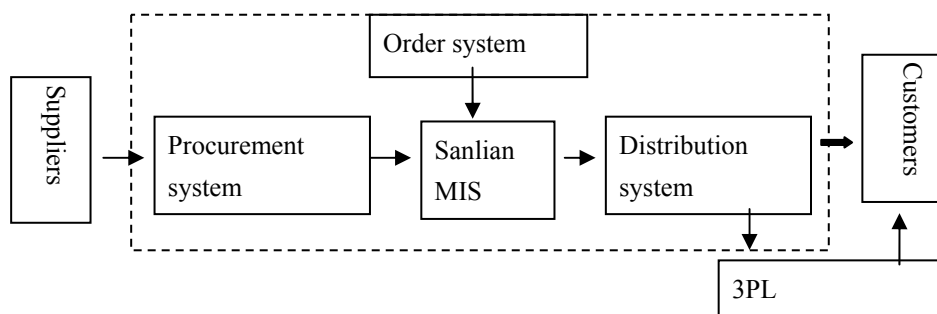 Order system
Suppliers
Procurement
system
Sanlian
MIS
Distribution
system
Customers
3PL